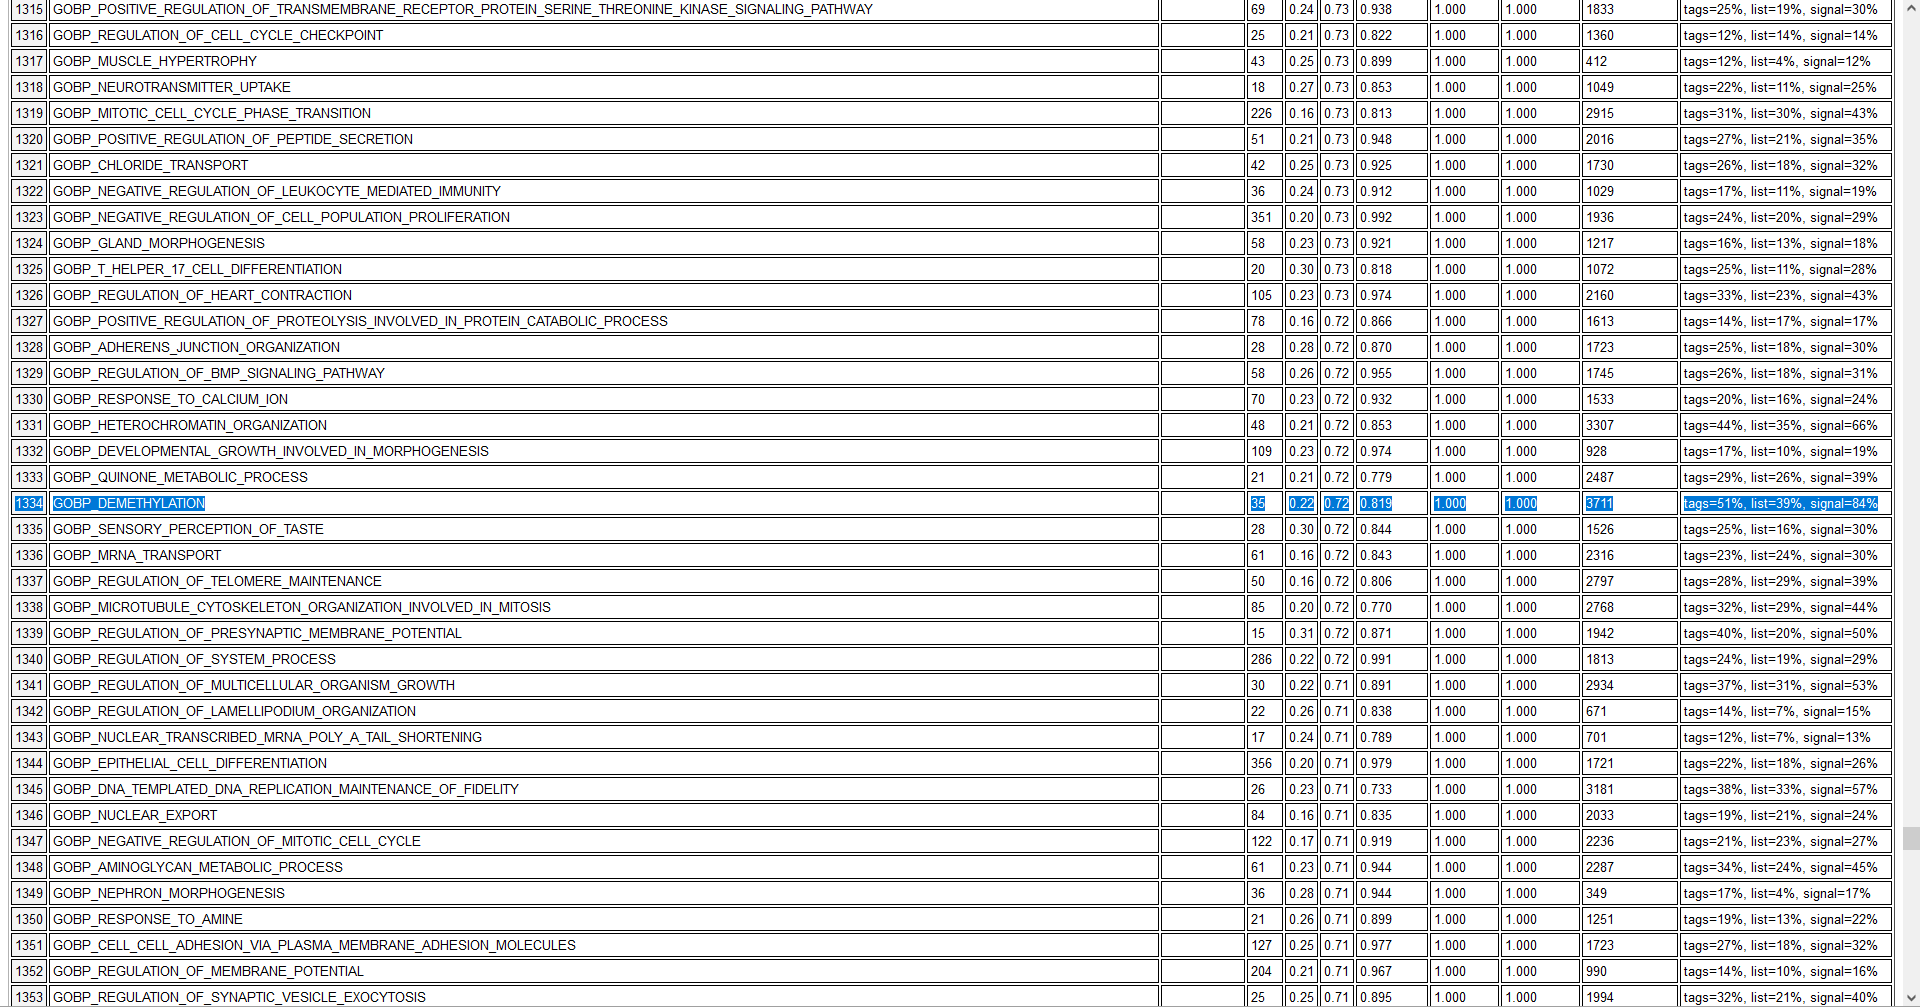 1315 GOBP_POSITIVE_REGULATION_OF_TRANSMEMBRANE_RECEPTOR_PROTEIN_SERINE_THREONINE_KINASE_SIGNALING_PATHWAY 69 0.24 0.73 0.938 1.000 1.000 1833 tags=25%, list=19%, signal=30%
1316 GOBP_REGULATION_OF_CELL_CYCLE_CHECKPOINT 25 0.21 0.73 0.822 1.000 1.000 1360 tags=12%, list=14%, signal=14%
1317 GOBP_MUSCLE_HYPERTROPHY 43 0.25 0.73 0.899 1.000 1.000 412 tags=12%, list=4%, signal=12%
1318 GOBP_NEUROTRANSMITTER_UPTAKE 18 0.27 0.73 0.853 1.000 1.000 1049 tags=22%, list=11%, signal=25%
1319 GOBP_MITOTIC_CELL_CYCLE_PHASE_TRANSITION 226 0.16 0.73 0.813 1.000 1.000 2915 tags=31%, list=30%, signal=43%
1320 GOBP_POSITIVE_REGULATION_OF_PEPTIDE_SECRETION 51 0.21 0.73 0.948 1.000 1.000 2016 tags=27%, list=21%, signal=35%
1321 GOBP_CHLORIDE_TRANSPORT 42 0.25 0.73 0.925 1.000 1.000 1730 tags=26%, list=18%, signal=32%
1322 GOBP_NEGATIVE_REGULATION_OF_LEUKOCYTE_MEDIATED_IMMUNITY 36 0.24 0.73 0.912 1.000 1.000 1029 tags=17%, list=11%, signal=19%
1323 GOBP_NEGATIVE_REGULATION_OF_CELL_POPULATION_PROLIFERATION 351 0.20 0.73 0.992 1.000 1.000 1936 tags=24%, list=20%, signal=29%
1324 GOBP_GLAND_MORPHOGENESIS 58 0.23 0.73 0.921 1.000 1.000 1217 tags=16%, list=13%, signal=18%
1325 GOBP_T_HELPER_17_CELL_DIFFERENTIATION 20 0.30 0.73 0.818 1.000 1.000 1072 tags=25%, list=11%, signal=28%
1326 GOBP_REGULATION_OF_HEART_CONTRACTION 105 0.23 0.73 0.974 1.000 1.000 2160 tags=33%, list=23%, signal=43%
1327 GOBP_POSITIVE_REGULATION_OF_PROTEOLYSIS_INVOLVED_IN_PROTEIN_CATABOLIC_PROCESS 78 0.16 0.72 0.866 1.000 1.000 1613 tags=14%, list=17%, signal=17%
1328 GOBP_ADHERENS_JUNCTION_ORGANIZATION 28 0.28 0.72 0.870 1.000 1.000 1723 tags=25%, list=18%, signal=30%
1329 GOBP_REGULATION_OF_BMP_SIGNALING_PATHWAY 58 0.26 0.72 0.955 1.000 1.000 1745 tags=26%, list=18%, signal=31%
1330 GOBP_RESPONSE_TO_CALCIUM_ION 70 0.23 0.72 0.932 1.000 1.000 1533 tags=20%, list=16%, signal=24%
1331 GOBP_HETEROCHROMATIN_ORGANIZATION 48 0.21 0.72 0.853 1.000 1.000 3307 tags=44%, list=35%, signal=66%
1332 GOBP_DEVELOPMENTAL_GROWTH_INVOLVED_IN_MORPHOGENESIS 109 0.23 0.72 0.974 1.000 1.000 928 tags=17%, list=10%, signal=19%
1333 GOBP_QUINONE_METABOLIC_PROCESS 21 0.21 0.72 0.779 1.000 1.000 2487 tags=29%, list=26%, signal=39%
1334 GOBP_DEMETHYLATION 35 0.22 0.72 0.819 1.000 1.000 3711 tags=51%, list=39%, signal=84%
1335 GOBP_SENSORY_PERCEPTION_OF_TASTE 28 0.30 0.72 0.844 1.000 1.000 1526 tags=25%, list=16%, signal=30%
1336 GOBP_MRNA_TRANSPORT 61 0.16 0.72 0.843 1.000 1.000 2316 tags=23%, list=24%, signal=30%
1337 GOBP_REGULATION_OF_TELOMERE_MAINTENANCE 50 0.16 0.72 0.806 1.000 1.000 2797 tags=28%, list=29%, signal=39%
1338 GOBP_MICROTUBULE_CYTOSKELETON_ORGANIZATION_INVOLVED_IN_MITOSIS 85 0.20 0.72 0.770 1.000 1.000 2768 tags=32%, list=29%, signal=44%
1339 GOBP_REGULATION_OF_PRESYNAPTIC_MEMBRANE_POTENTIAL 15 0.31 0.72 0.871 1.000 1.000 1942 tags=40%, list=20%, signal=50%
1340 GOBP_REGULATION_OF_SYSTEM_PROCESS 286 0.22 0.72 0.991 1.000 1.000 1813 tags=24%, list=19%, signal=29%
1341 GOBP_REGULATION_OF_MULTICELLULAR_ORGANISM_GROWTH 30 0.22 0.71 0.891 1.000 1.000 2934 tags=37%, list=31%, signal=53%
1342 GOBP_REGULATION_OF_LAMELLIPODIUM_ORGANIZATION 22 0.26 0.71 0.838 1.000 1.000 671 tags=14%, list=7%, signal=15%
1343 GOBP_NUCLEAR_TRANSCRIBED_MRNA_POLY_A_TAIL_SHORTENING 17 0.24 0.71 0.789 1.000 1.000 701 tags=12%, list=7%, signal=13%
1344 GOBP_EPITHELIAL_CELL_DIFFERENTIATION 356 0.20 0.71 0.979 1.000 1.000 1721 tags=22%, list=18%, signal=26%
1345 GOBP_DNA_TEMPLATED_DNA_REPLICATION_MAINTENANCE_OF_FIDELITY 26 0.23 0.71 0.733 1.000 1.000 3181 tags=38%, list=33%, signal=57%
1346 GOBP_NUCLEAR_EXPORT 84 0.16 0.71 0.835 1.000 1.000 2033 tags=19%, list=21%, signal=24%
1347 GOBP_NEGATIVE_REGULATION_OF_MITOTIC_CELL_CYCLE 122 0.17 0.71 0.919 1.000 1.000 2236 tags=21%, list=23%, signal=27%
1348 GOBP_AMINOGLYCAN_METABOLIC_PROCESS 61 0.23 0.71 0.944 1.000 1.000 2287 tags=34%, list=24%, signal=45%
1349 GOBP_NEPHRON_MORPHOGENESIS 36 0.28 0.71 0.944 1.000 1.000 349 tags=17%, list=4%, signal=17%
1350 GOBP_RESPONSE_TO_AMINE 21 0.26 0.71 0.899 1.000 1.000 1251 tags=19%, list=13%, signal=22%
1351 GOBP_CELL_CELL_ADHESION_VIA_PLASMA_MEMBRANE_ADHESION_MOLECULES 127 0.25 0.71 0.977 1.000 1.000 1723 tags=27%, list=18%, signal=32%
1352 GOBP_REGULATION_OF_MEMBRANE_POTENTIAL 204 0.21 0.71 0.967 1.000 1.000 990 tags=14%, list=10%, signal=16%
1353 GOBP_REGULATION_OF_SYNAPTIC_VESICLE_EXOCYTOSIS 25 0.25 0.71 0.895 1.000 1.000 1994 tags=32%, list=21%, signal=40%